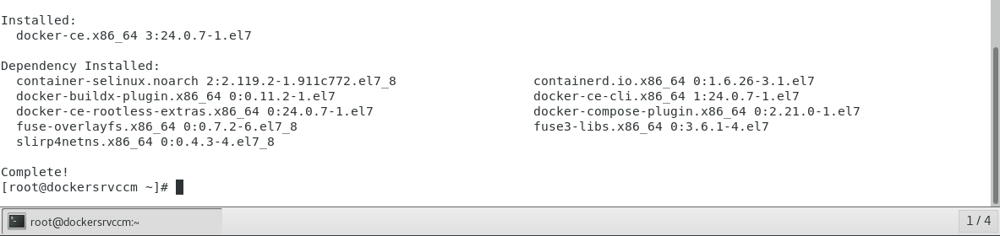 Installed:
  docker-ce.x86_64 3:24.0.7-1.el7

Dependency Installed:
  container-selinux.noarch 2:2.119.2-1.911c772.el7_8                  containerd.io.x86_64 0:1.6.26-3.1.el7
  docker-buildx-plugin.x86_64 0:0.11.2-1.el7                          docker-ce-cli.x86_64 1:24.0.7-1.el7
  docker-ce-rootless-extras.x86_64 0:24.0.7-1.el7                     docker-compose-plugin.x86_64 0:2.21.0-1.el7
  fuse-overlayfs.x86_64 0:0.7.2-6.el7_8                               fuse3-libs.x86_64 0:3.6.1-4.el7
  slirp4netns.x86_64 0:0.4.3-4.el7_8

Complete!
[root@dockersrvccm ~]#
root@dockersrvccm:~ 1 / 4